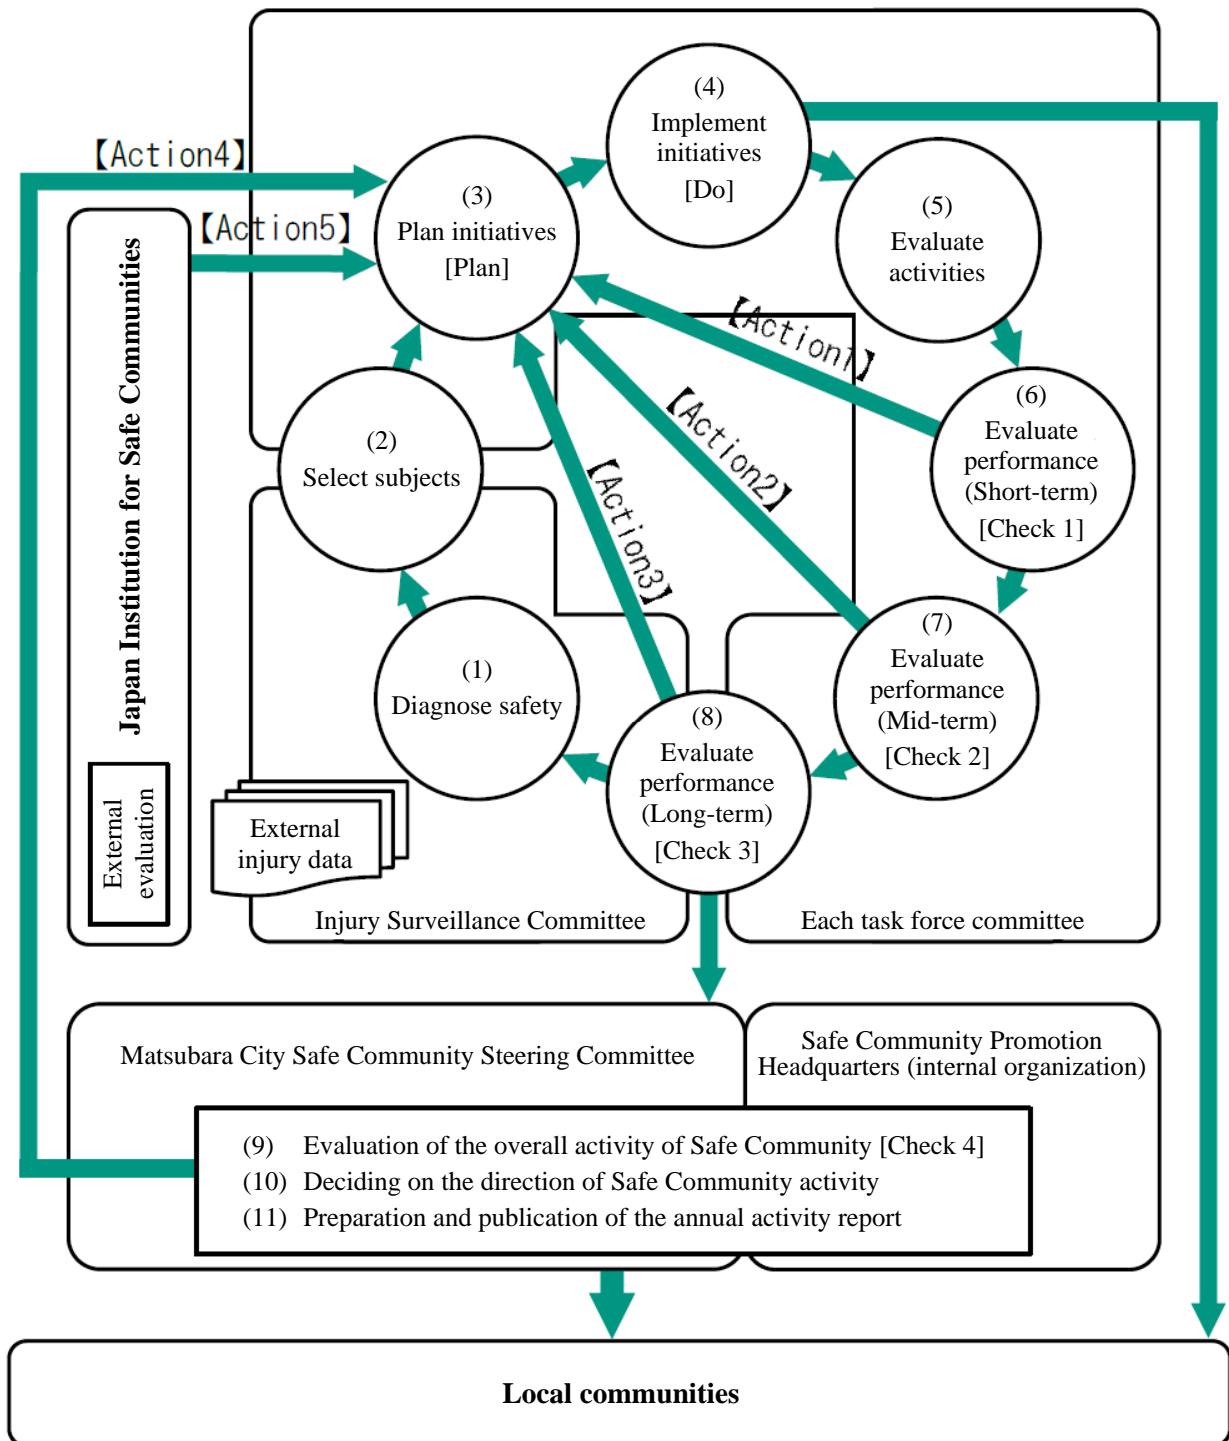 (4)
Implement
initiatives
[Do]
【Action4】
(3)
Plan initiatives
[Plan]
(5)
Evaluate
activities
【Action5】
Japan Institution for Safe Communities
External
evaluation
【Action1】
(2)
Select subjects
【Action2】
(6)
Evaluate
performance
(Short-term)
[Check 1]
【Action3】
(1)
Diagnose safety
(7)
Evaluate
performance
(Mid-term)
[Check 2]
(8)
Evaluate
performance
(Long-term)
[Check 3]
External
injury data
Injury Surveillance Committee
Each task force committee
Matsubara City Safe Community Steering Committee
Safe Community Promotion
Headquarters (internal organization)
(9) Evaluation of the overall activity of Safe Community [Check 4]
(10) Deciding on the direction of Safe Community activity
(11) Preparation and publication of the annual activity report
Local communities